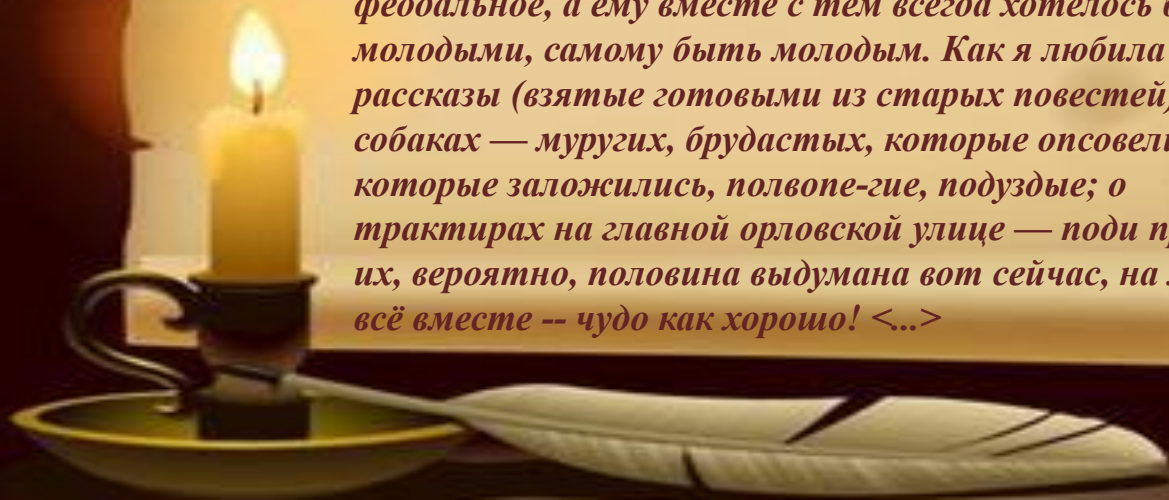 феодальное, а ему вместе с тем всегда хотелось
молодыми, самому быть молодым. Как я любила
рассказы (взятые готовыми из старых повестей)
собаках — муругих, брудастых, которые опсовели
которые заложились, полвопе-гие, подуздые; о
трактирах на главной орловской улице — поди
их, вероятно, половина выдумана вот сейчас, на
всё вместе -- чудо как хорошо! <...>